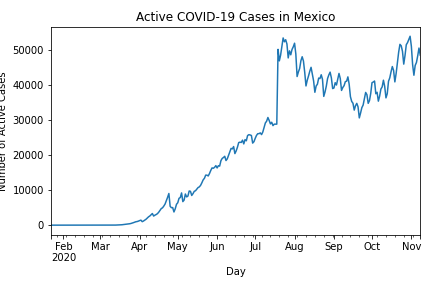 Active COVID-19 Cases in Mexico
Number of Active Cases
50000
40000
30000
20000
10000
0
Feb Mar Apr May Jun Jul Aug Sep Oct Nov
2020
Day